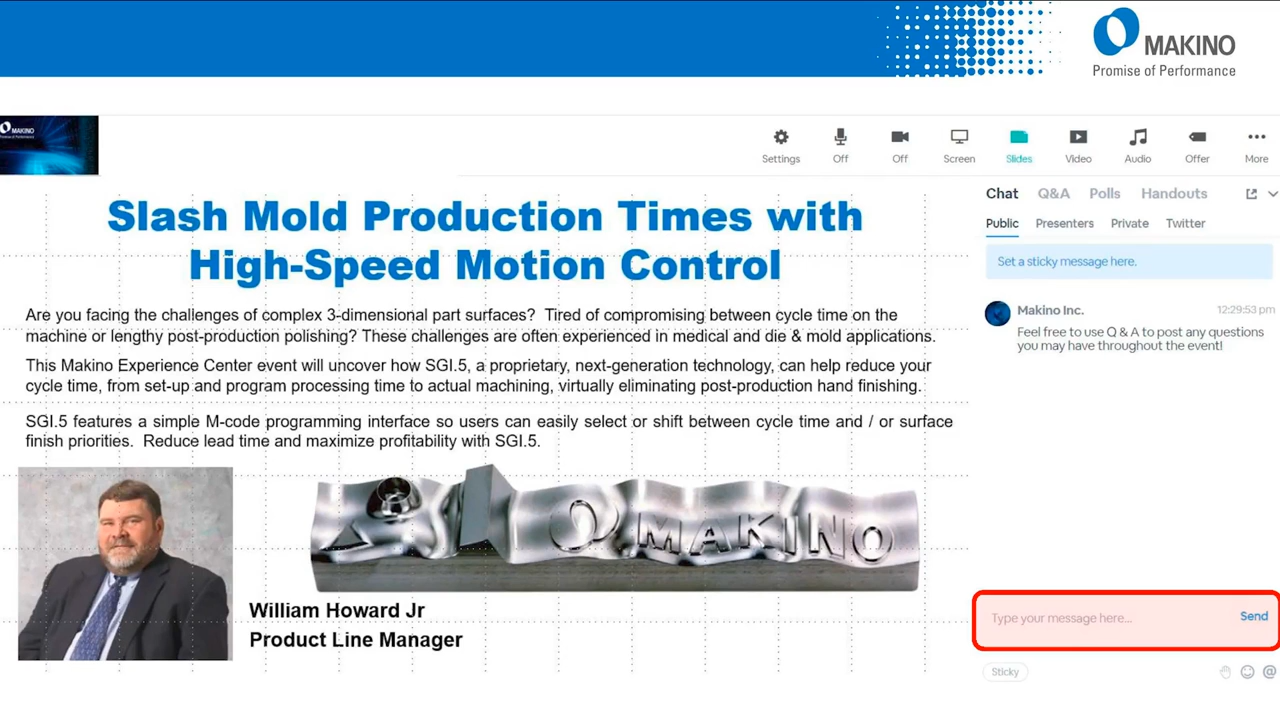 MAKINO
Promise of Performance
MAKINO
Promise of Performance
Settings
Off
Off
Screen
Slides
Video
Audio
Offer
More
Slash Mold Production Times with
High-Speed Motion Control
Are you facing the challenges of complex 3-dimensional part surfaces?  Tired of compromising between cycle time on the
machine or lengthy post-production polishing? These challenges are often experienced in medical and die & mold applications.
This Makino Experience Center event will uncover how SGI.5, a proprietary, next-generation technology, can help reduce your
cycle time, from set-up and program processing time to actual machining, virtually eliminating post-production hand finishing.
SGI.5 features a simple M-code programming interface so users can easily select or shift between cycle time and / or surface
finish priorities.  Reduce lead time and maximize profitability with SGI.5.
MAKINO
William Howard Jr
Product Line Manager
Chat Q&A Polls Handouts
Public Presenters Private Twitter
Set a sticky message here.
Makino Inc. 12:29:53 pm
Feel free to use Q & A to post any questions
you may have throughout the event!
Type your message here... Send
Sticky @